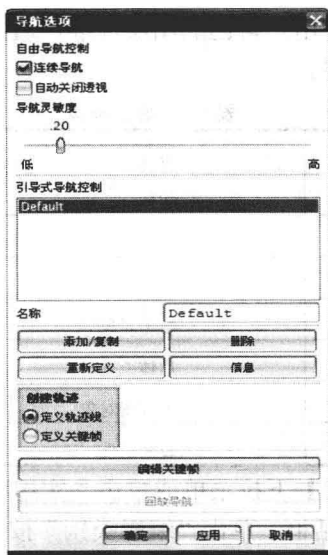 导航选项
自由导航控制
连续导航
自动关闭透视
导航灵敏度
.20
低 高
引导式导航控制
Default
名称 Default
添加/复制 删除
重新定义 信息
创建轨迹
定义轨迹线
定义关键帧
编辑关键帧
回放导航
确定 应用 取消